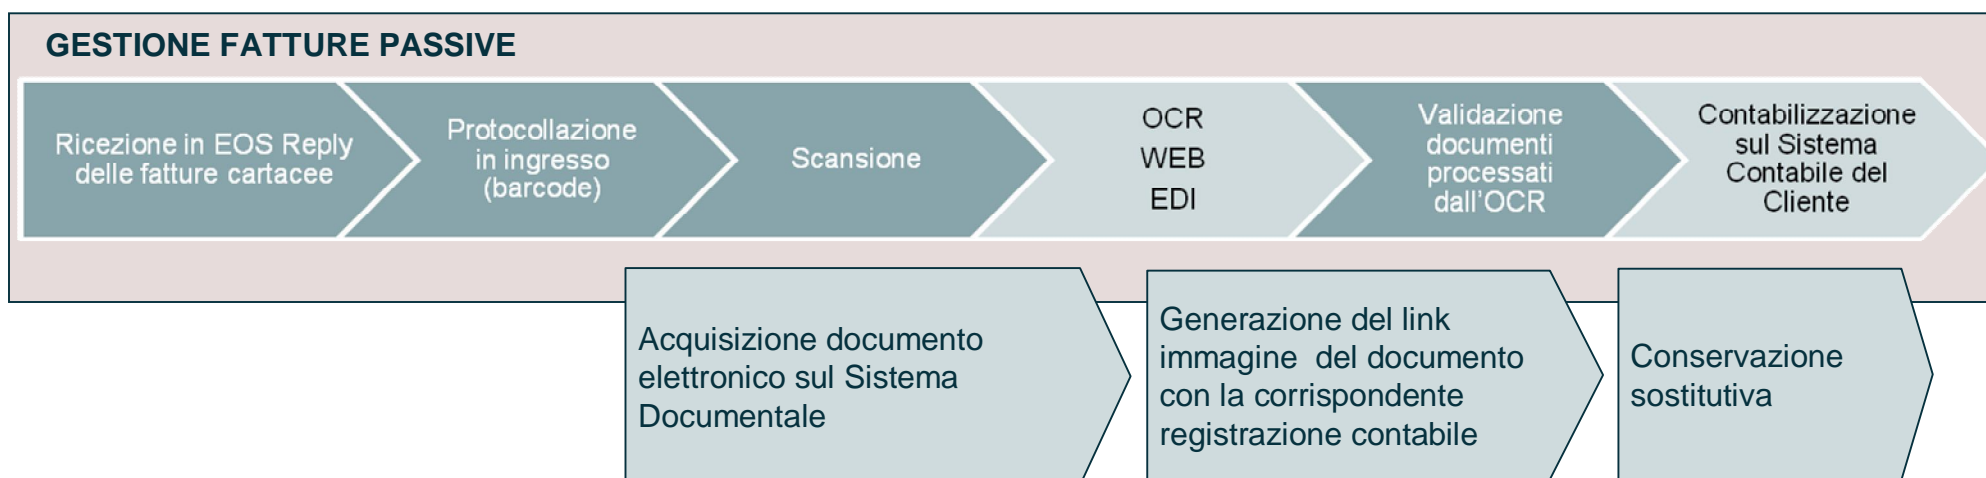 GESTIONE FATTURE PASSIVE
Ricezione in EOS Reply
delle fatture cartacee
Protocollazione
in ingresso
(barcode)
Scansione
OCR
WEB
EDI
Validazione
documenti
processati
dall'OCR
Contabilizzazione
sul Sistema
Contabile del
Cliente
Acquisizione documento
elettronico sul Sistema
Documentale
Generazione del link
immagine  del documento
con la corrispondente
registrazione contabile
Conservazione
sostitutiva